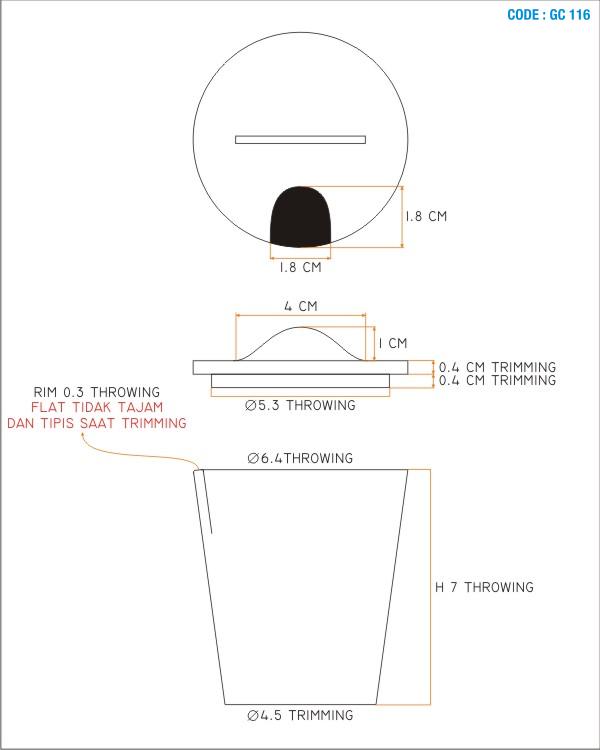 CODE : GC 116
1.8 CM
1.8 CM
4 CM
1 CM
0.4 CM TRIMMING
0.4 CM TRIMMING
∅5.3 THROWING
RIM 0.3 THROWING
FLAT TIDAK TAJAM
DAN TIPIS SAAT TRIMMING
∅6.4THROWING
H 7 THROWING
∅4.5 TRIMMING